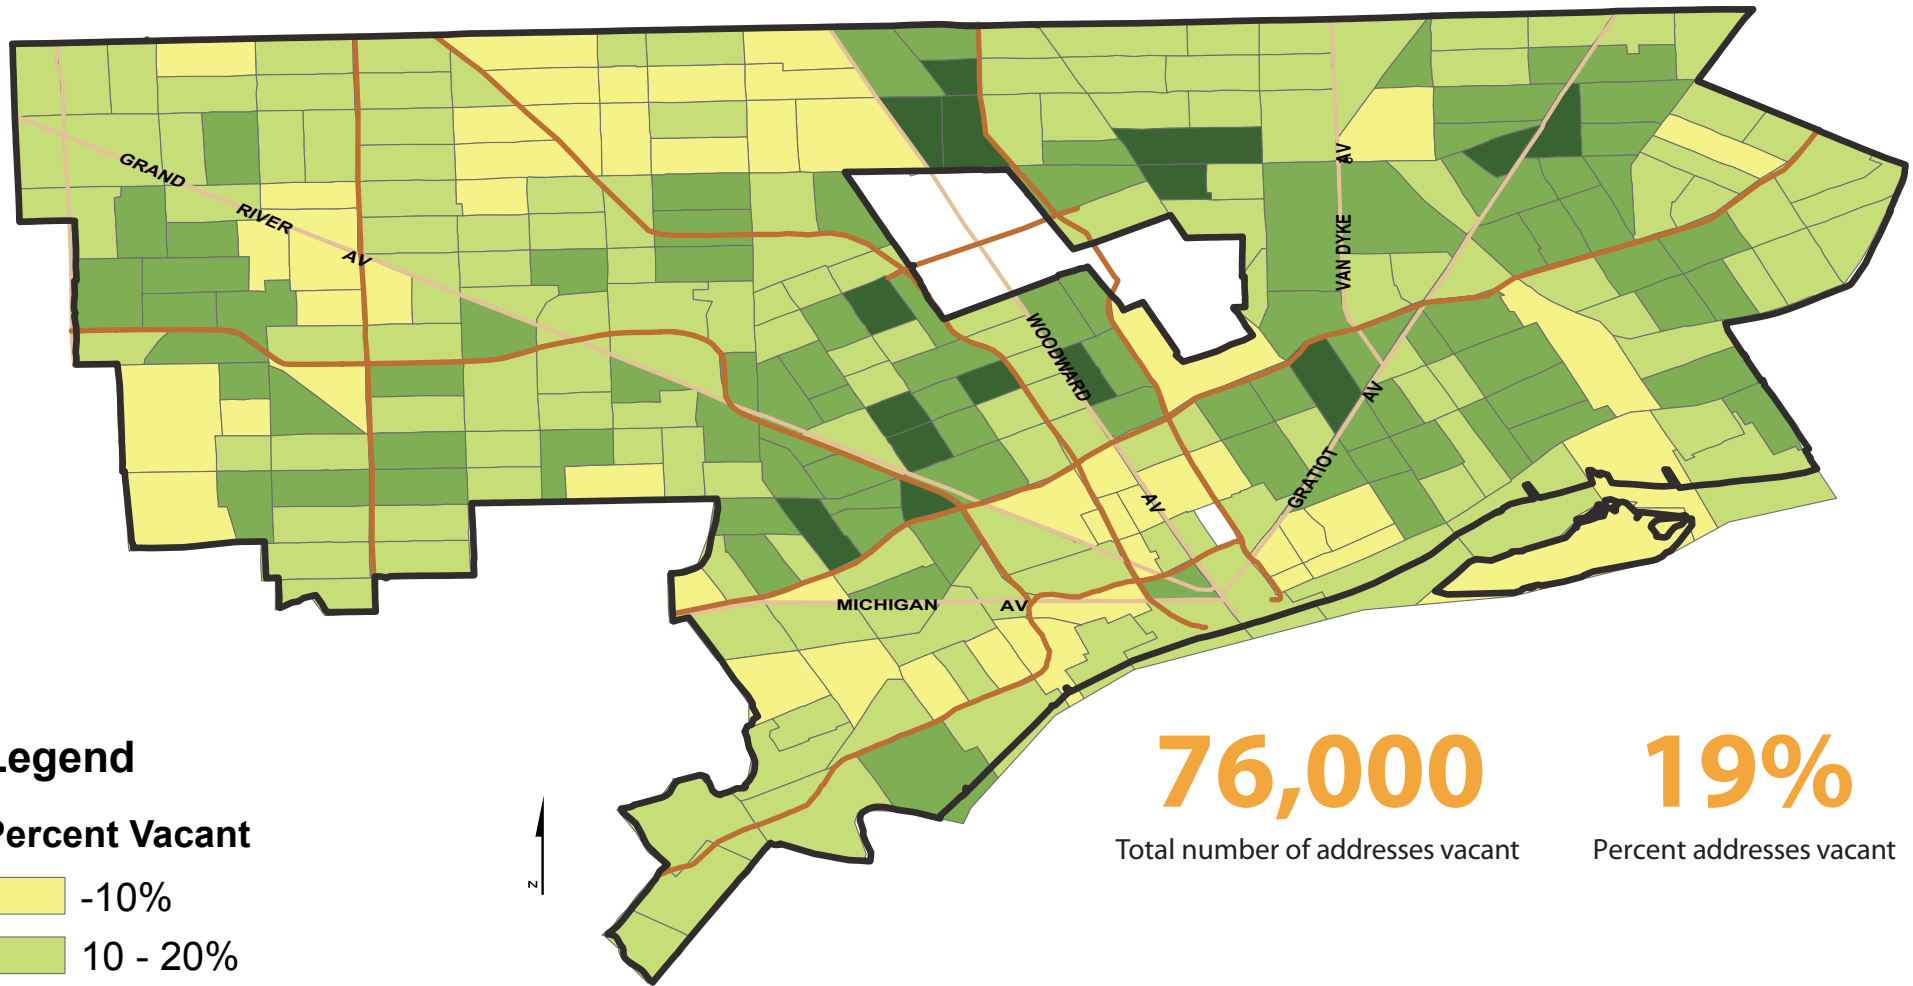 GRAND
RIVER
AV
WOODWARD
AV
VAN DYKE
AV
GRATIOT
AV
MICHIGAN
AV
Legend
Percent Vacant
-10%
10 - 20%
z
76,000
Total number of addresses vacant
19%
Percent addresses vacant